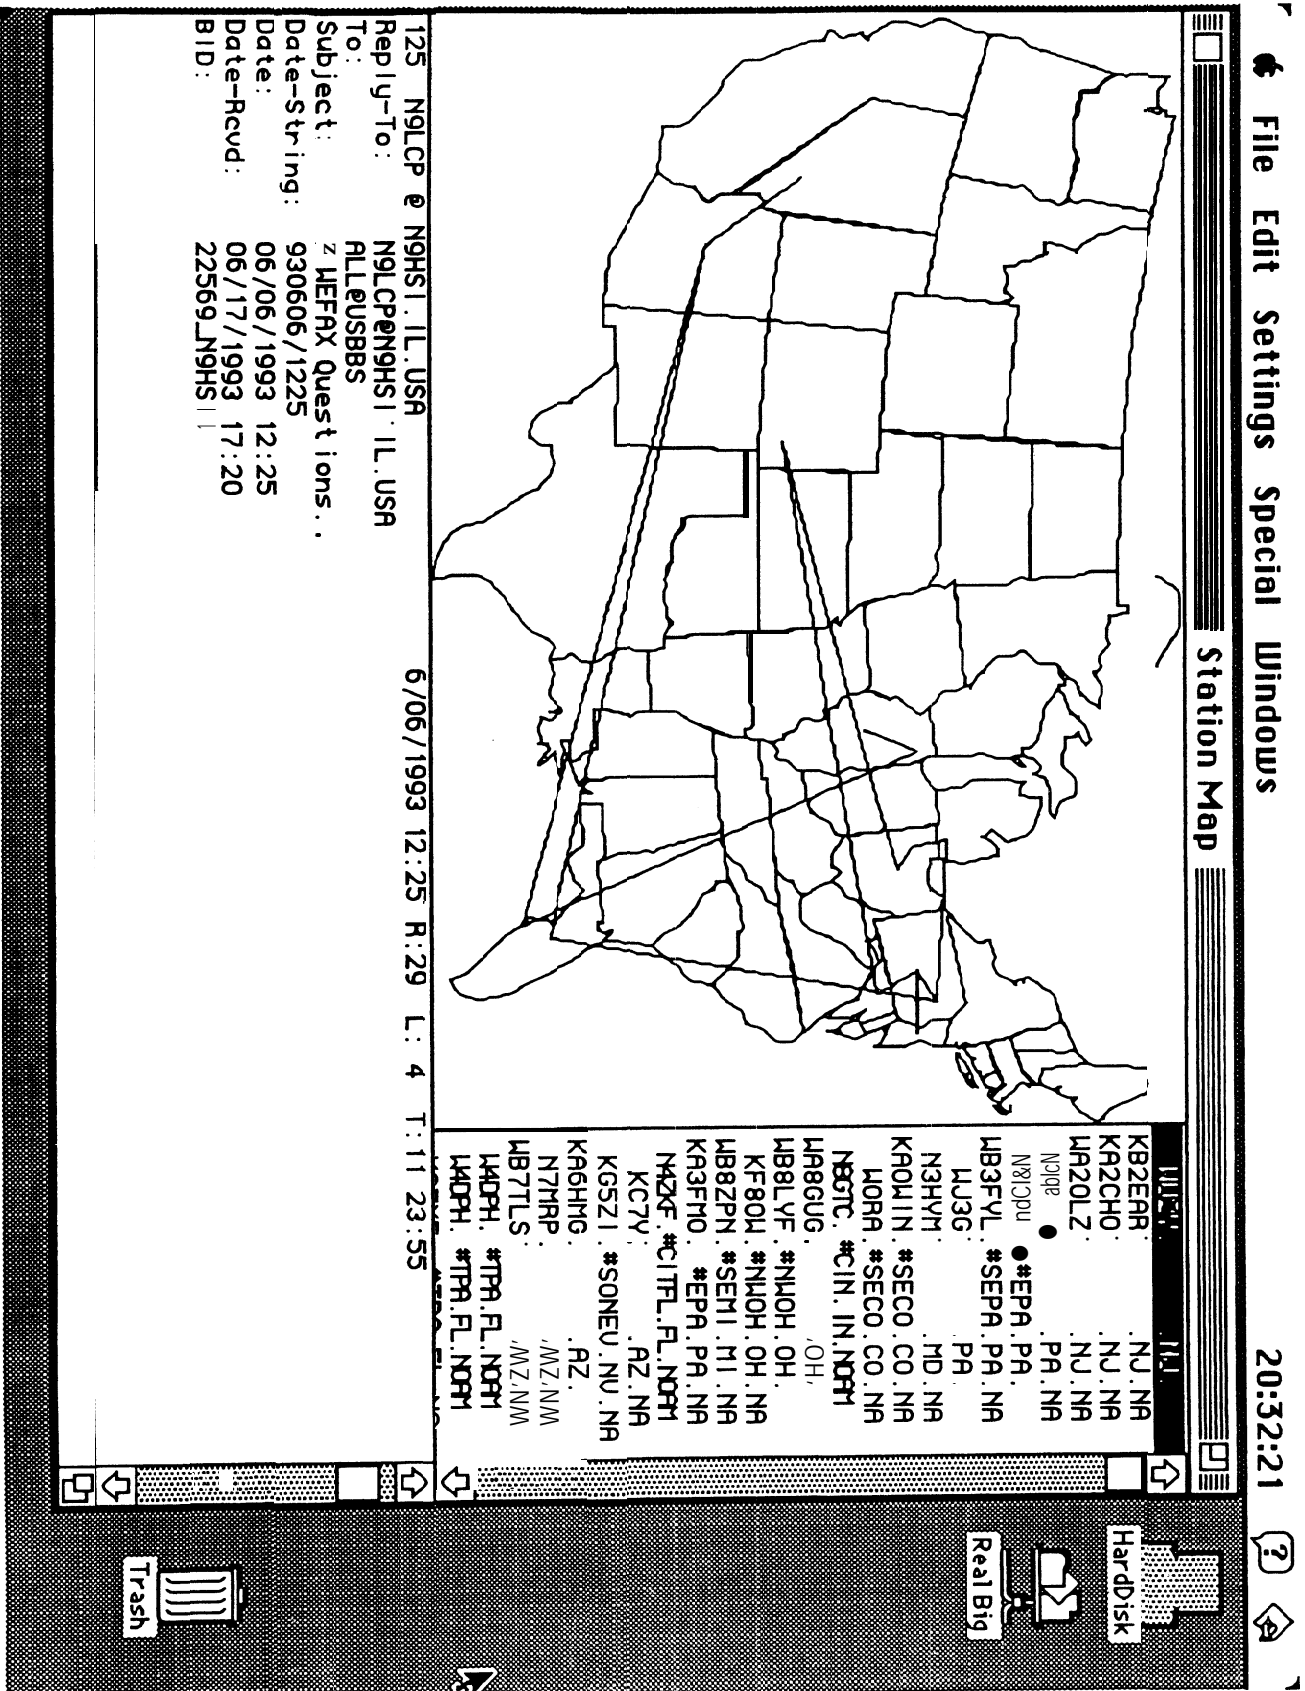 File Edit Settings Special Windows 20:32:21
Station Map
KB2EAR. .NJ.NA
KA2CHO. .NJ.NA
WA2OLZ. .NJ.NA
.PA.NA
#EPA.PA.
WB3FYL. #SEPA.PA.NA
WJ3G. PA
N3HYM. .MD.NA
KA0WIN. #SECO.CO.NA
W0RA. #SECO.CO.NA
N8GTC. #CIN.IN.NOAM
WA8GUG. .OH.
WB8LYF. #NWOH.OH.
KF8OW. #NWOH.OH.NA
WB8ZPN. #SEMI.MI.NA
KA3FMO. #EPA.PA.NA
N4ZKF. #CITFL.FL.NOAM
KC7Y. .AZ.NA
KG5ZI. #SONEV.NV.NA
KA6HMG. .AZ.
N7MRP.
WB7TLS.
W4DPH. #TPA.FL.NOAM
W4DPH. #TPA.FL.NOAM
125 N9LCP @ N9HSI.IL.USA 6/06/1993 12:25 R:29 L: 4 T:11 23:55
Reply-To: N9LCP@N9HSI.IL.USA
To: ALL@USBBS
Subject: z WEFAX Questions..
Date-String: 930606/1225
Date: 06/06/1993 12:25
Date-Rcvd: 06/17/1993 17:20
BID: 22569_N9HSI
HardDisk
RealBig
Trash